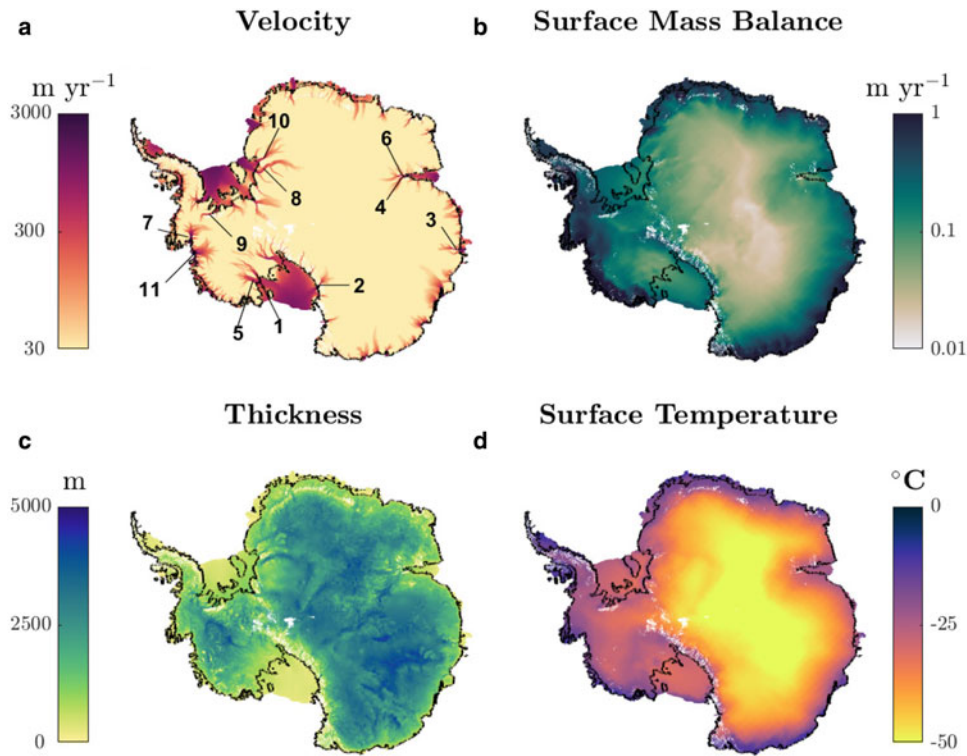 a Velocity
m yr⁻¹
3000
300
30
10
6
8
4
3
7
9
11
2
5
1
b Surface Mass Balance
m yr⁻¹
1
0.1
0.01
c Thickness
m
5000
2500
0
d Surface Temperature
°C
0
-25
-50